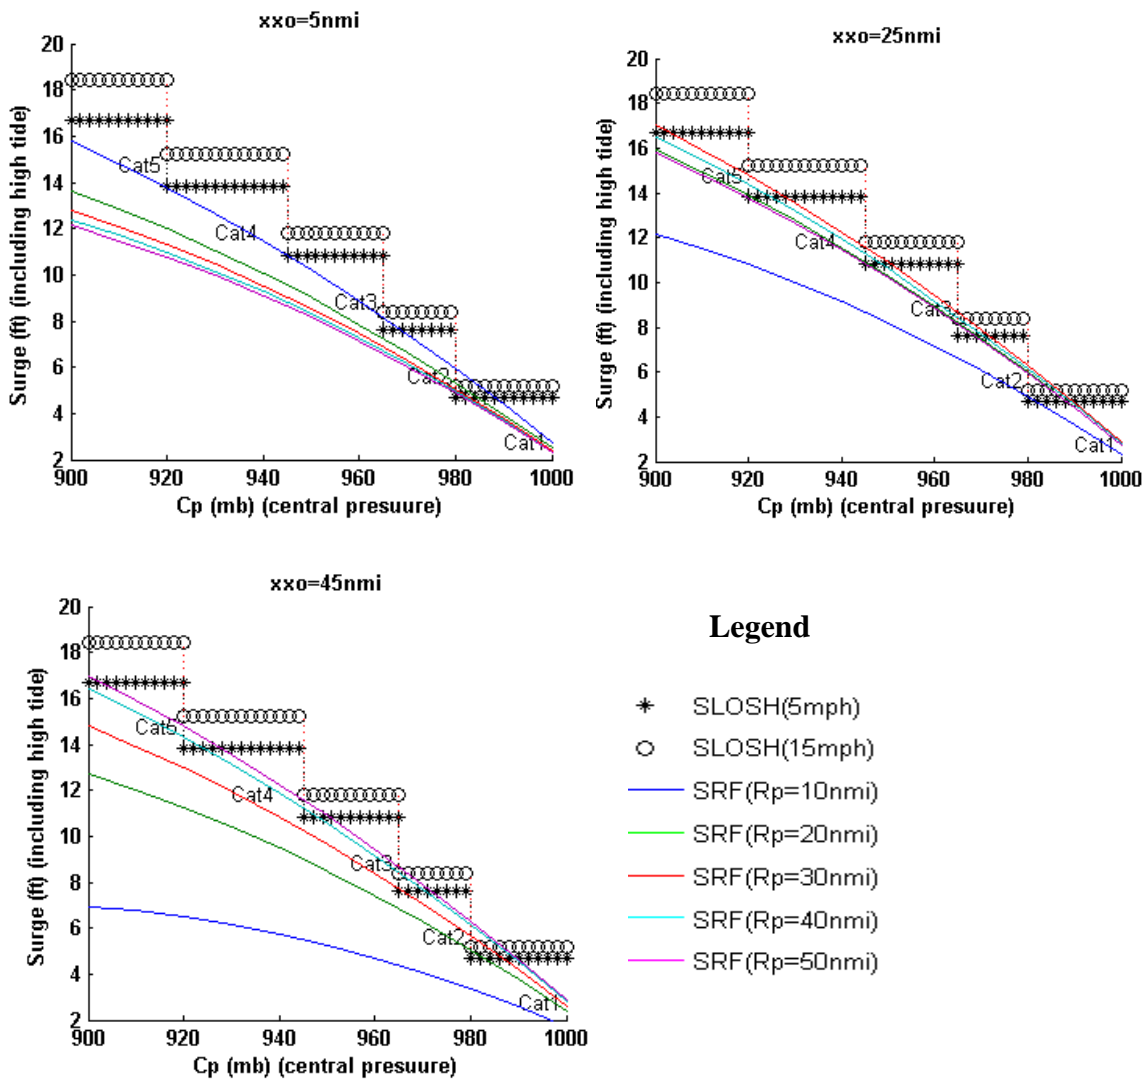 xxo=5nmi
Surge (ft) (including high tide)
20
18
16
14
12
10
8
6
4
2
Cat5
Cat4
Cat3
Cat2
Cat1
900 920 940 960 980 1000
Cp (mb) (central presuure)
xxo=25nmi
Surge (ft) (including high tide)
20
18
16
14
12
10
8
6
4
2
Cat5
Cat4
Cat3
Cat2
Cat1
900 920 940 960 980 1000
Cp (mb) (central presuure)
xxo=45nmi
Surge (ft) (including high tide)
20
18
16
14
12
10
8
6
4
2
Cat5
Cat4
Cat3
Cat2
Cat1
900 920 940 960 980 1000
Cp (mb) (central presuure)
Legend
SLOSH(5mph)
SLOSH(15mph)
SRF(Rp=10nmi)
SRF(Rp=20nmi)
SRF(Rp=30nmi)
SRF(Rp=40nmi)
SRF(Rp=50nmi)